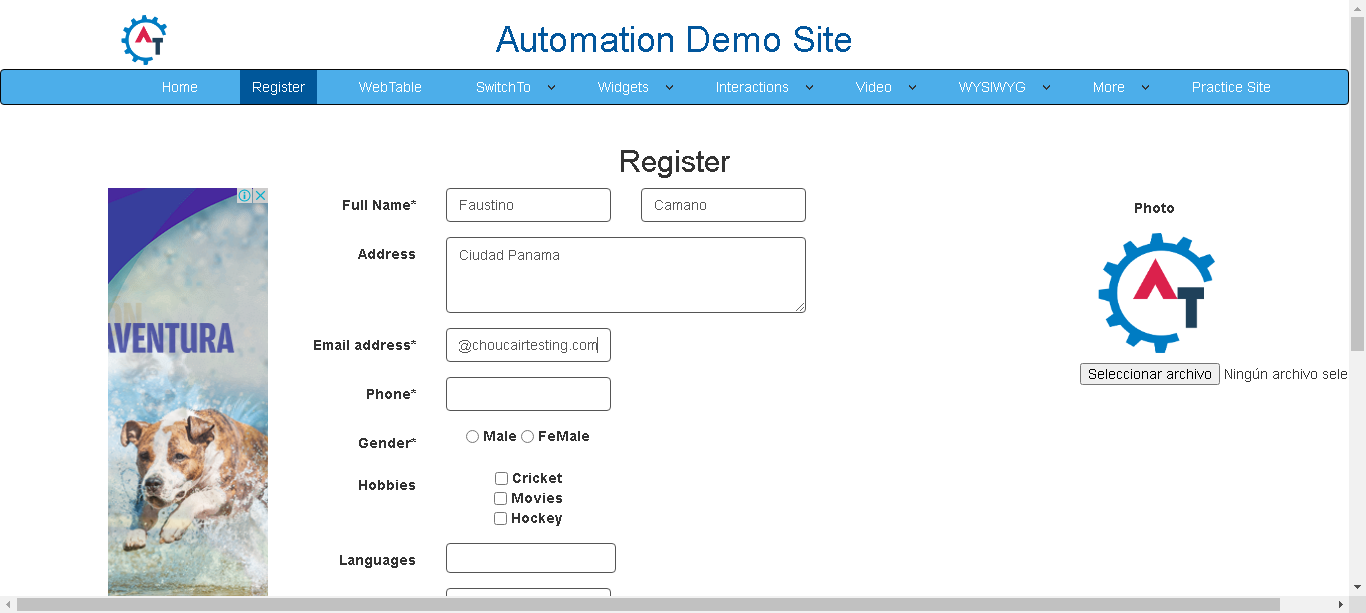 Automation Demo Site
Home Register WebTable SwitchTo Widgets Interactions Video WYSIWYG More Practice Site
Register
Full Name* Faustino Camano
Photo
Address Ciudad Panama
AVENTURA
Email address* @choucairtesting.com
Seleccionar archivo Ningún archivo sele
Phone*
Gender* Male FeMale
Hobbies Cricket
Movies
Hockey
Languages